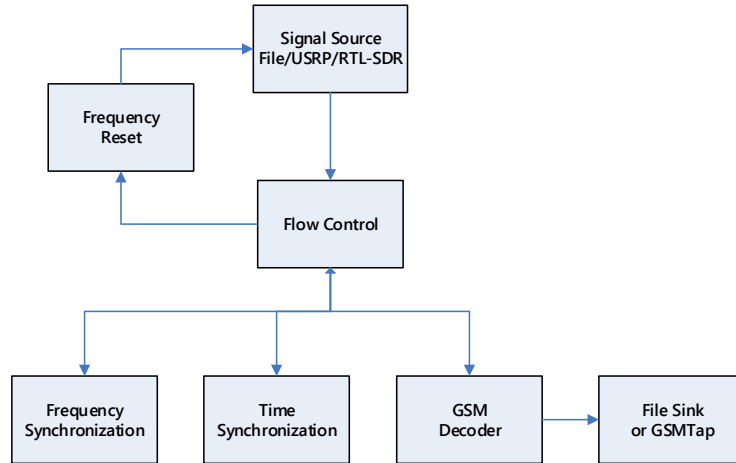 Signal Source
File/USRP/RTL-SDR
Frequency
Reset
Flow Control
Frequency
Synchronization
Time
Synchronization
GSM
Decoder
File Sink
or GSMTap